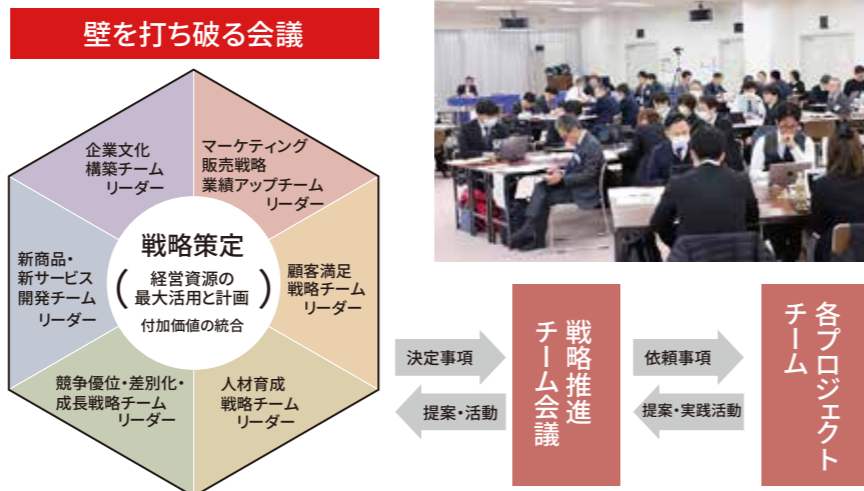 壁を打ち破る会議
企業文化
構築チーム
リーダー
マーケティング
販売戦略
業績アップチーム
リーダー
新商品・
新サービス
開発チーム
リーダー
戦略策定
(経営資源の
最大活用と計画)
付加価値の統合
顧客満足
戦略チーム
リーダー
競争優位・差別化・
成長戦略チーム
リーダー
人材育成
戦略チーム
リーダー
決定事項
提案・活動
戦略推進
チーム会議
依頼事項
提案・実践活動
各プロジェクト
チーム